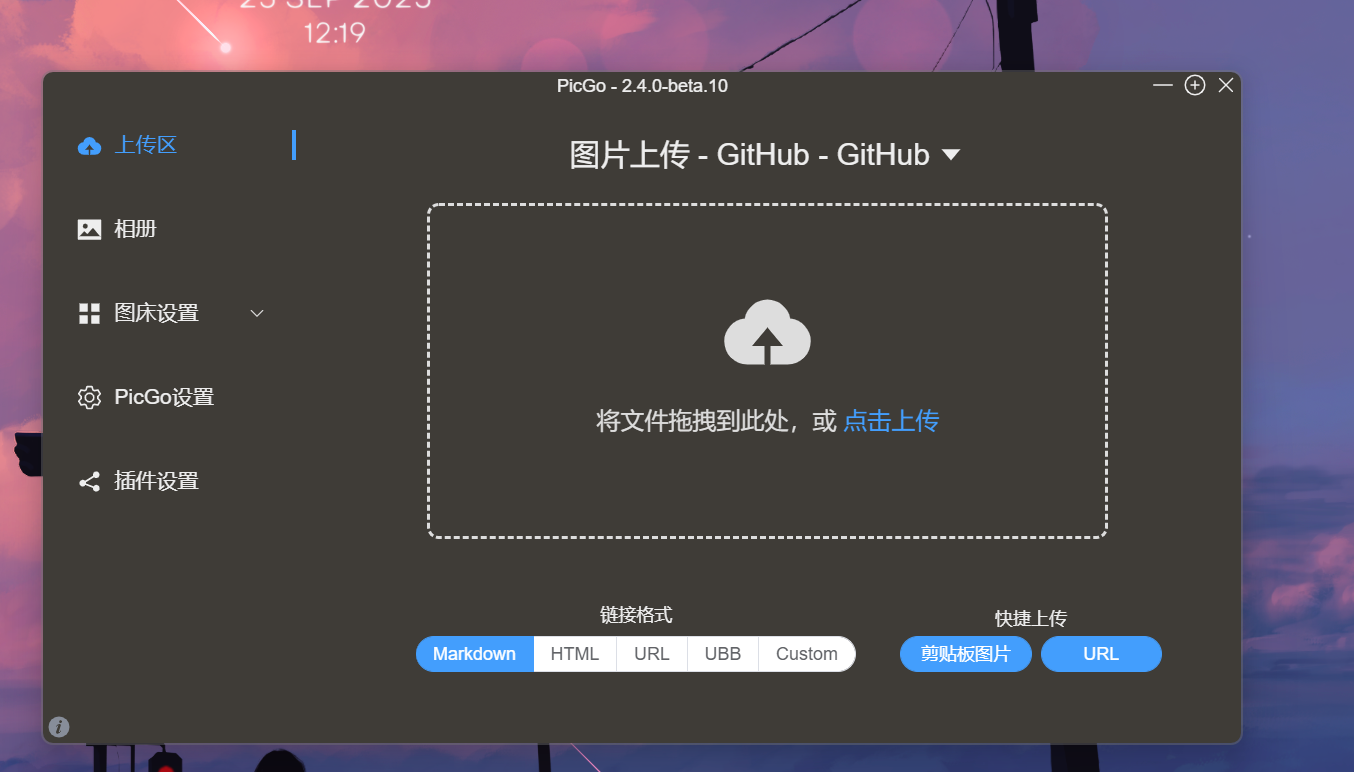 25 SEP 2025
12:19
PicGo - 2.4.0-beta.10
上传区
相册
图床设置
PicGo设置
插件设置
图片上传 - GitHub - GitHub
将文件拖拽到此处，或 点击上传
链接格式
Markdown HTML URL UBB Custom
快捷上传
剪贴板图片 URL
i